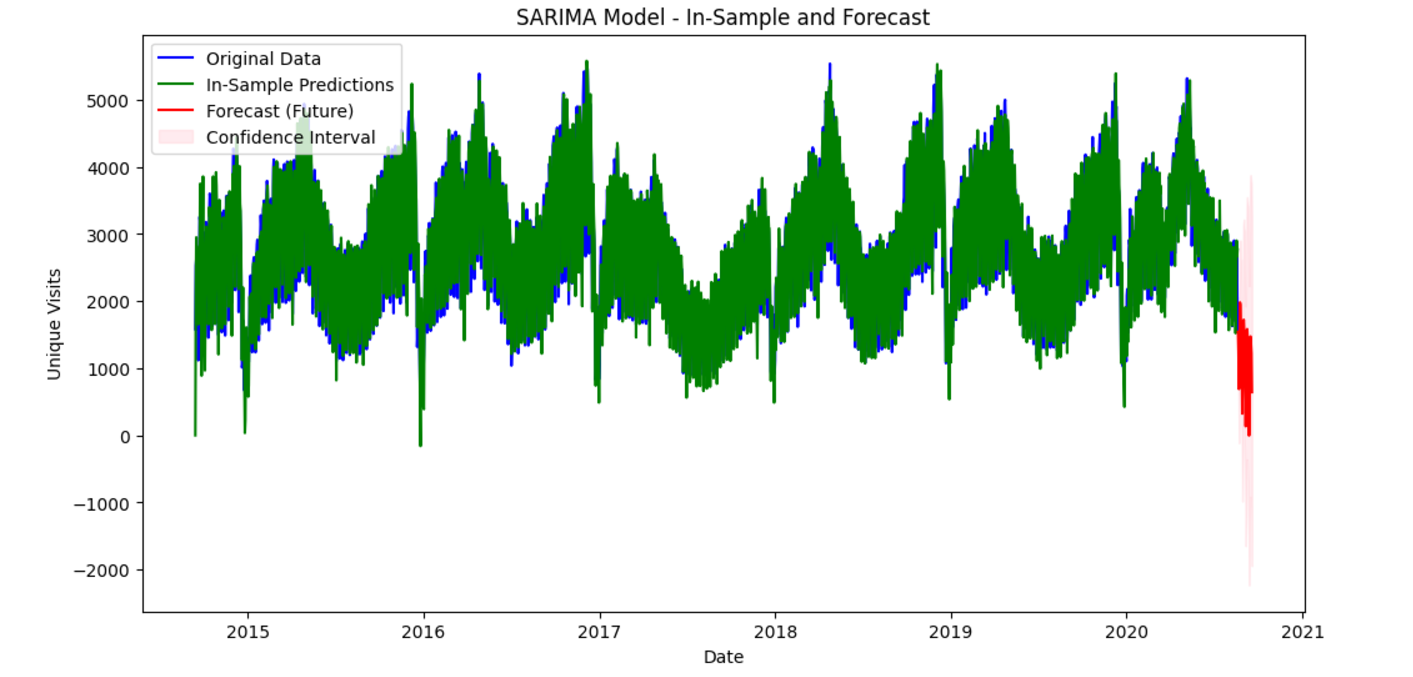 SARIMA Model - In-Sample and Forecast
Original Data
In-Sample Predictions
Forecast (Future)
Confidence Interval
5000
4000
3000
2000
1000
0
−1000
−2000
Unique Visits
2015 2016 2017 2018 2019 2020 2021
Date